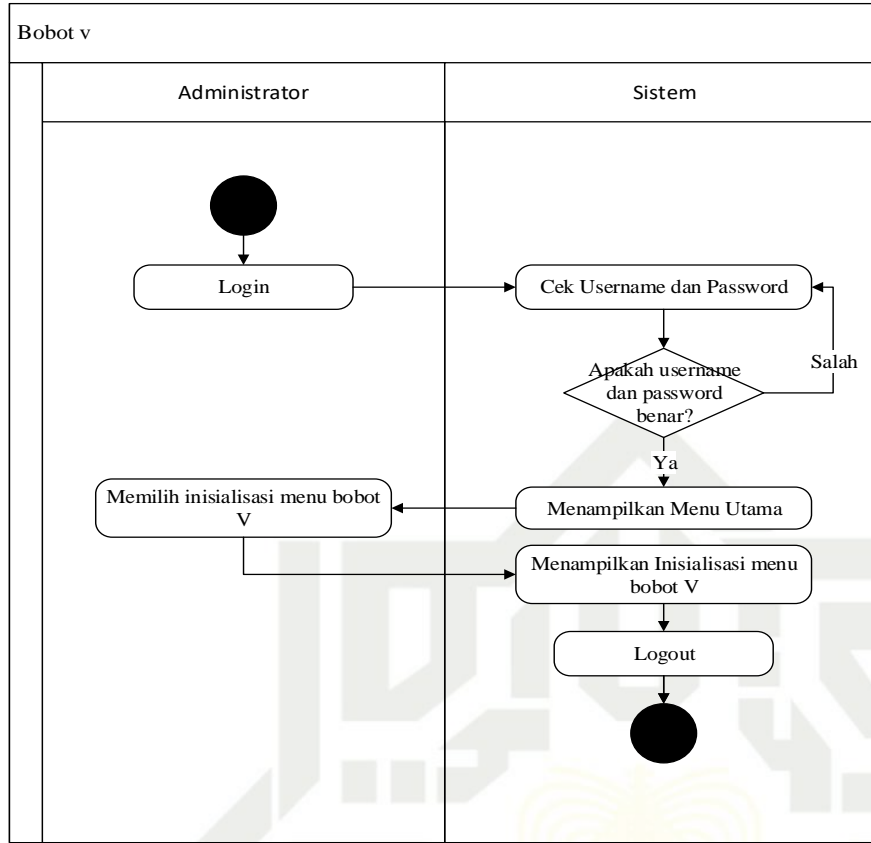 Bobot v
Administrator
Sistem
Login
Cek Username dan Password
Apakah username
dan password
benar?
Salah
Ya
Memilih inisialisasi menu bobot
V
Menampilkan Menu Utama
Menampilkan Inisialisasi menu
bobot V
Logout